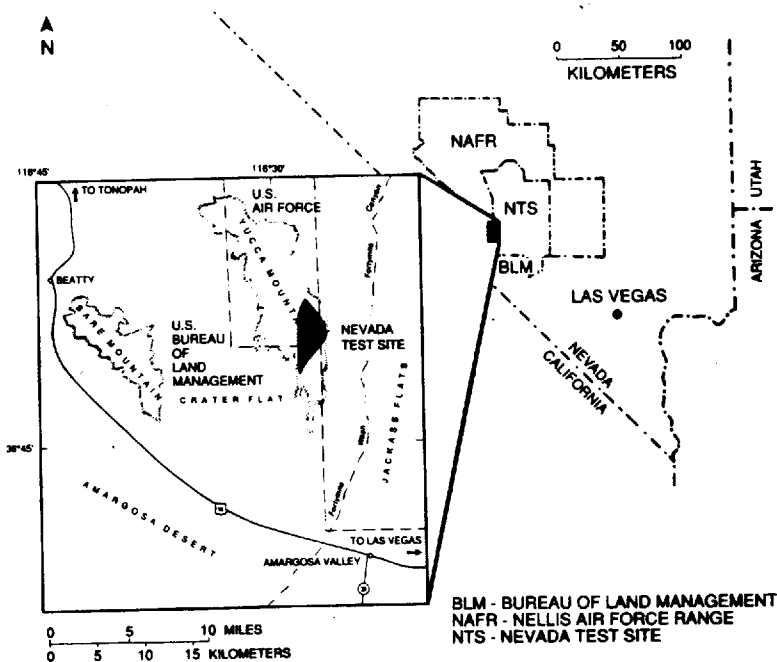 N
0 50 100
KILOMETERS
NAFR
NTS
BLM
LAS VEGAS
UTAH
ARIZONA
NEVADA
CALIFORNIA
116°45'
116°30'
TO TONOPAH
U.S.
AIR FORCE
YUCCA MOUNTAIN
Fortymile
Canyon
BEATTY
BARE MOUNTAIN
U.S.
BUREAU
OF
LAND
MANAGEMENT
NEVADA
TEST SITE
CRATER FLAT
JACKASS FLATS
Fortymile
Wash
36°45'
AMARGOSA DESERT
TO LAS VEGAS
AMARGOSA VALLEY
0 5 10 MILES
0 5 10 15 KILOMETERS
BLM - BUREAU OF LAND MANAGEMENT
NAFR - NELLIS AIR FORCE RANGE
NTS - NEVADA TEST SITE